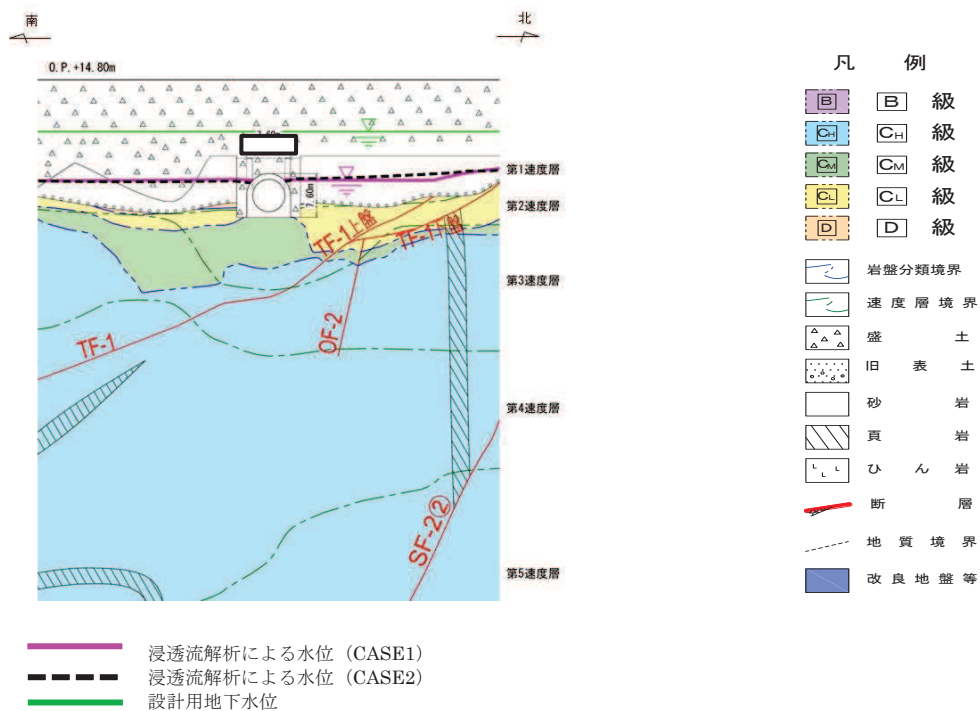 南
北
O.P.+14.80m
7.60m
第1速度層
第2速度層
第3速度層
第4速度層
第5速度層
TF-1上盤
TF-1下盤
TF-1
OF-2
SF-2②
凡 例
B B 級
CH CH 級
CM CM 級
CL CL 級
D D 級
岩盤分類境界
速度層境界
盛土
旧表土
砂岩
頁岩
ひん岩
断層
地質境界
改良地盤等
浸透流解析による水位（CASE1）
浸透流解析による水位（CASE2）
設計用地下水位